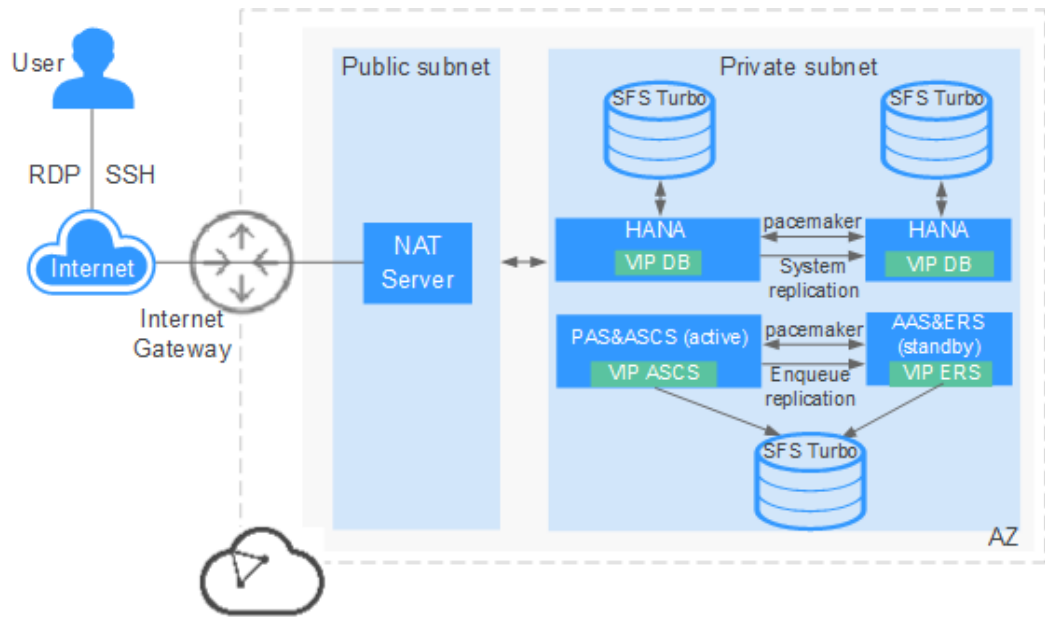 User
RDP
SSH
Internet
Internet
Gateway
Public subnet
NAT
Server
Private subnet
SFS Turbo
SFS Turbo
HANA
VIP DB
pacemaker
System
replication
HANA
VIP DB
PAS&ASCS (active)
VIP ASCS
pacemaker
Enqueue
replication
AAS&ERS
(standby)
VIP ERS
SFS Turbo
AZ